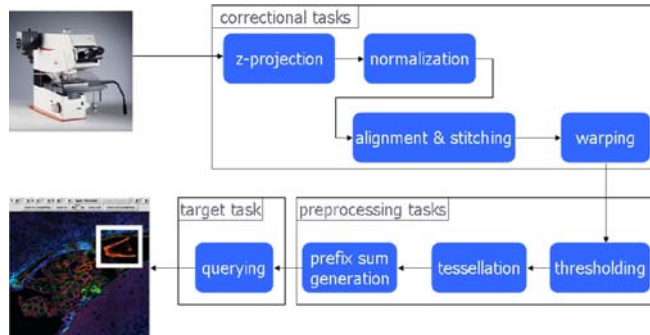 correctional tasks
z-projection
normalization
alignment & stitching
warping
target task
preprocessing tasks
querying
prefix sum
generation
tessellation
thresholding